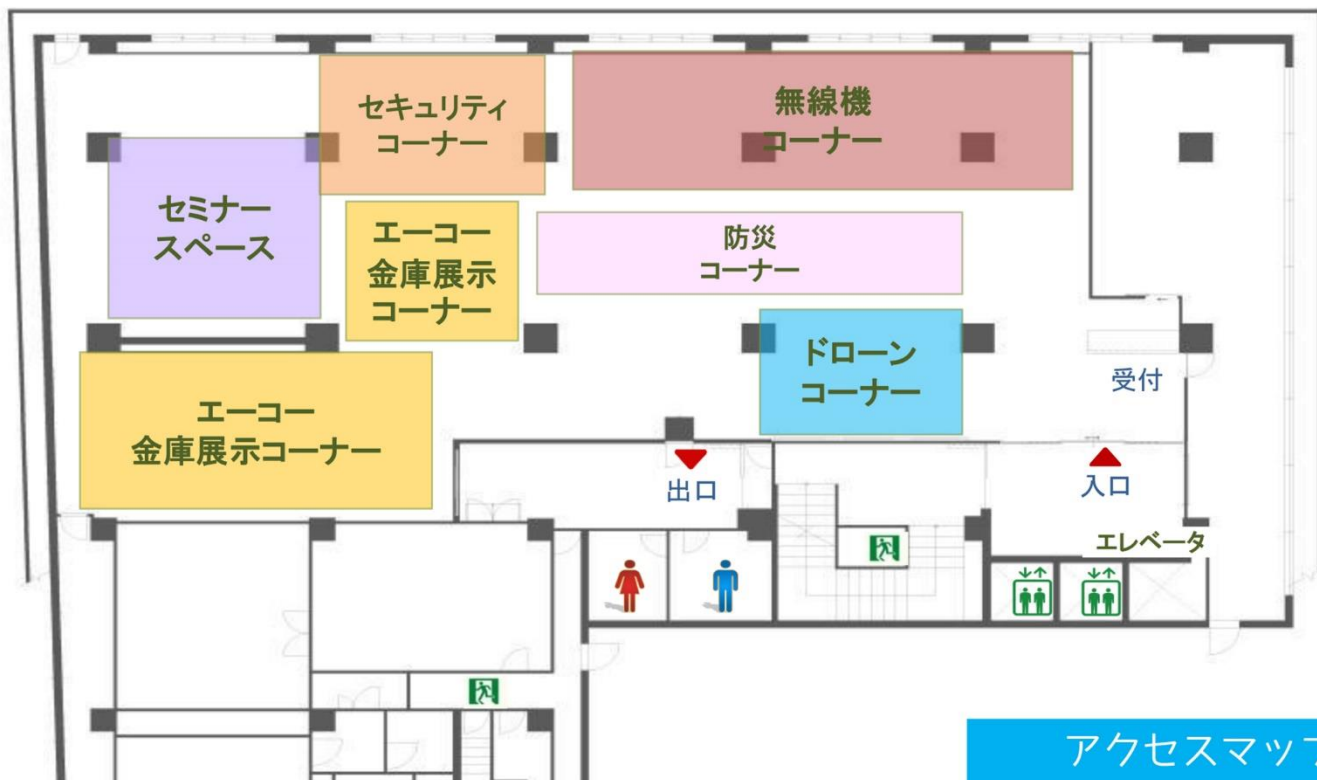 セキュリティ
コーナー
無線機
コーナー
セミナー
スペース
エーコー
金庫展示
コーナー
防災
コーナー
ドローン
コーナー
受付
エーコー
金庫展示コーナー
出口
入口
エレベータ
アクセスマップ